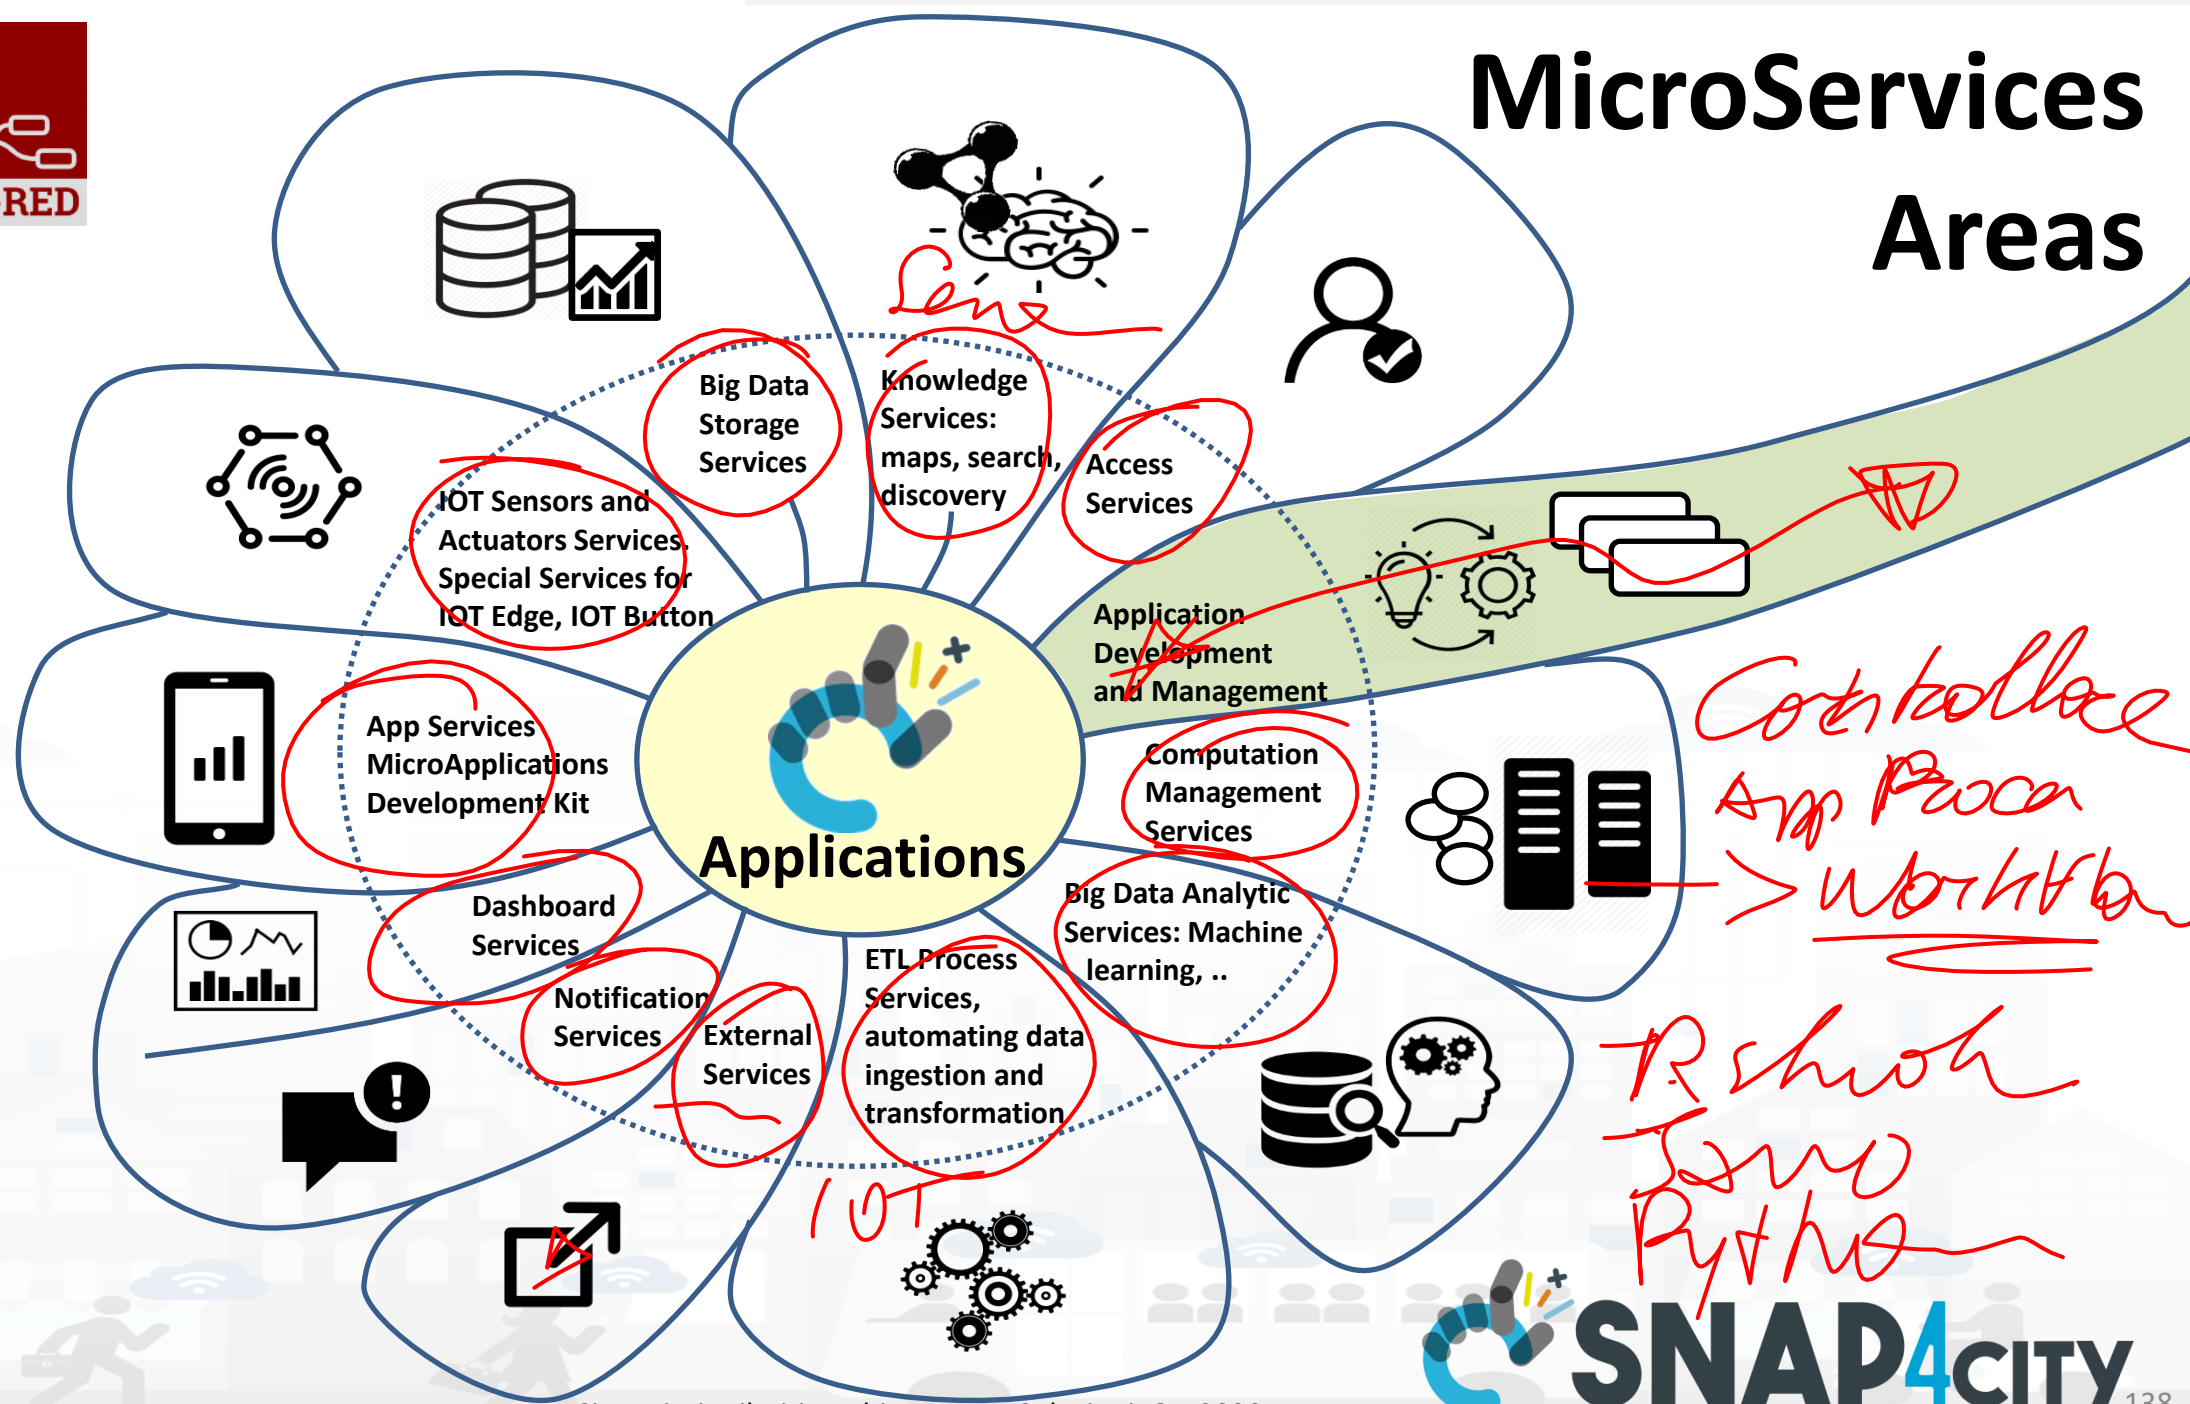 MicroServices
Areas
RED
Big Data
Storage
Services
Knowledge
Services:
maps, search,
discovery
Access
Services
IOT Sensors and
Actuators Services.
Special Services for
IOT Edge, IOT Button
Application
Development
and Management
App Services
MicroApplications
Development Kit
Computation
Management
Services
Applications
Dashboard
Services
Big Data Analytic
Services: Machine
learning, ..
Notification
Services
External
Services
ETL Process
Services,
automating data
ingestion and
transformation
IOT
App
> Workflow
SNAP4CITY
138